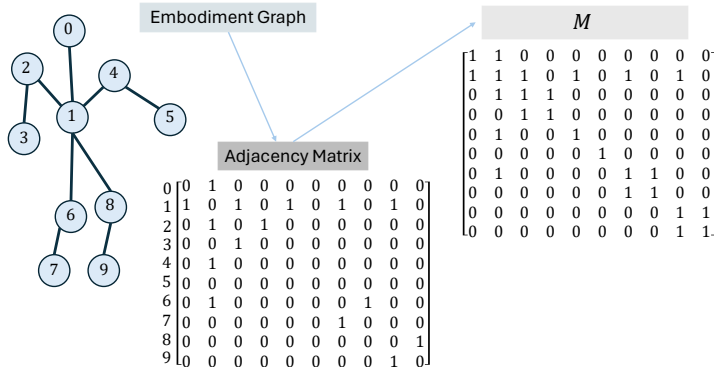 Embodiment Graph
0
2
4
1
3
5
6
8
7
9
Adjacency Matrix
0 0 1 0 0 0 0 0 0 0 0
1 1 0 1 0 1 0 1 0 1 0
2 0 1 0 1 0 0 0 0 0 0
3 0 0 1 0 0 0 0 0 0 0
4 0 1 0 0 0 0 0 0 0 0
5 0 0 0 0 0 0 0 0 0 0
6 0 1 0 0 0 0 0 1 0 0
7 0 0 0 0 0 0 1 0 0 0
8 0 0 0 0 0 0 0 0 0 1
9 0 0 0 0 0 0 0 0 1 0
M
1 1 0 0 0 0 0 0 0 0
1 1 1 0 1 0 1 0 1 0
0 1 1 1 0 0 0 0 0 0
0 0 1 1 0 0 0 0 0 0
0 1 0 0 1 0 0 0 0 0
0 0 0 0 0 1 0 0 0 0
0 1 0 0 0 0 1 1 0 0
0 0 0 0 0 0 1 1 0 0
0 0 0 0 0 0 0 0 1 1
0 0 0 0 0 0 0 0 1 1